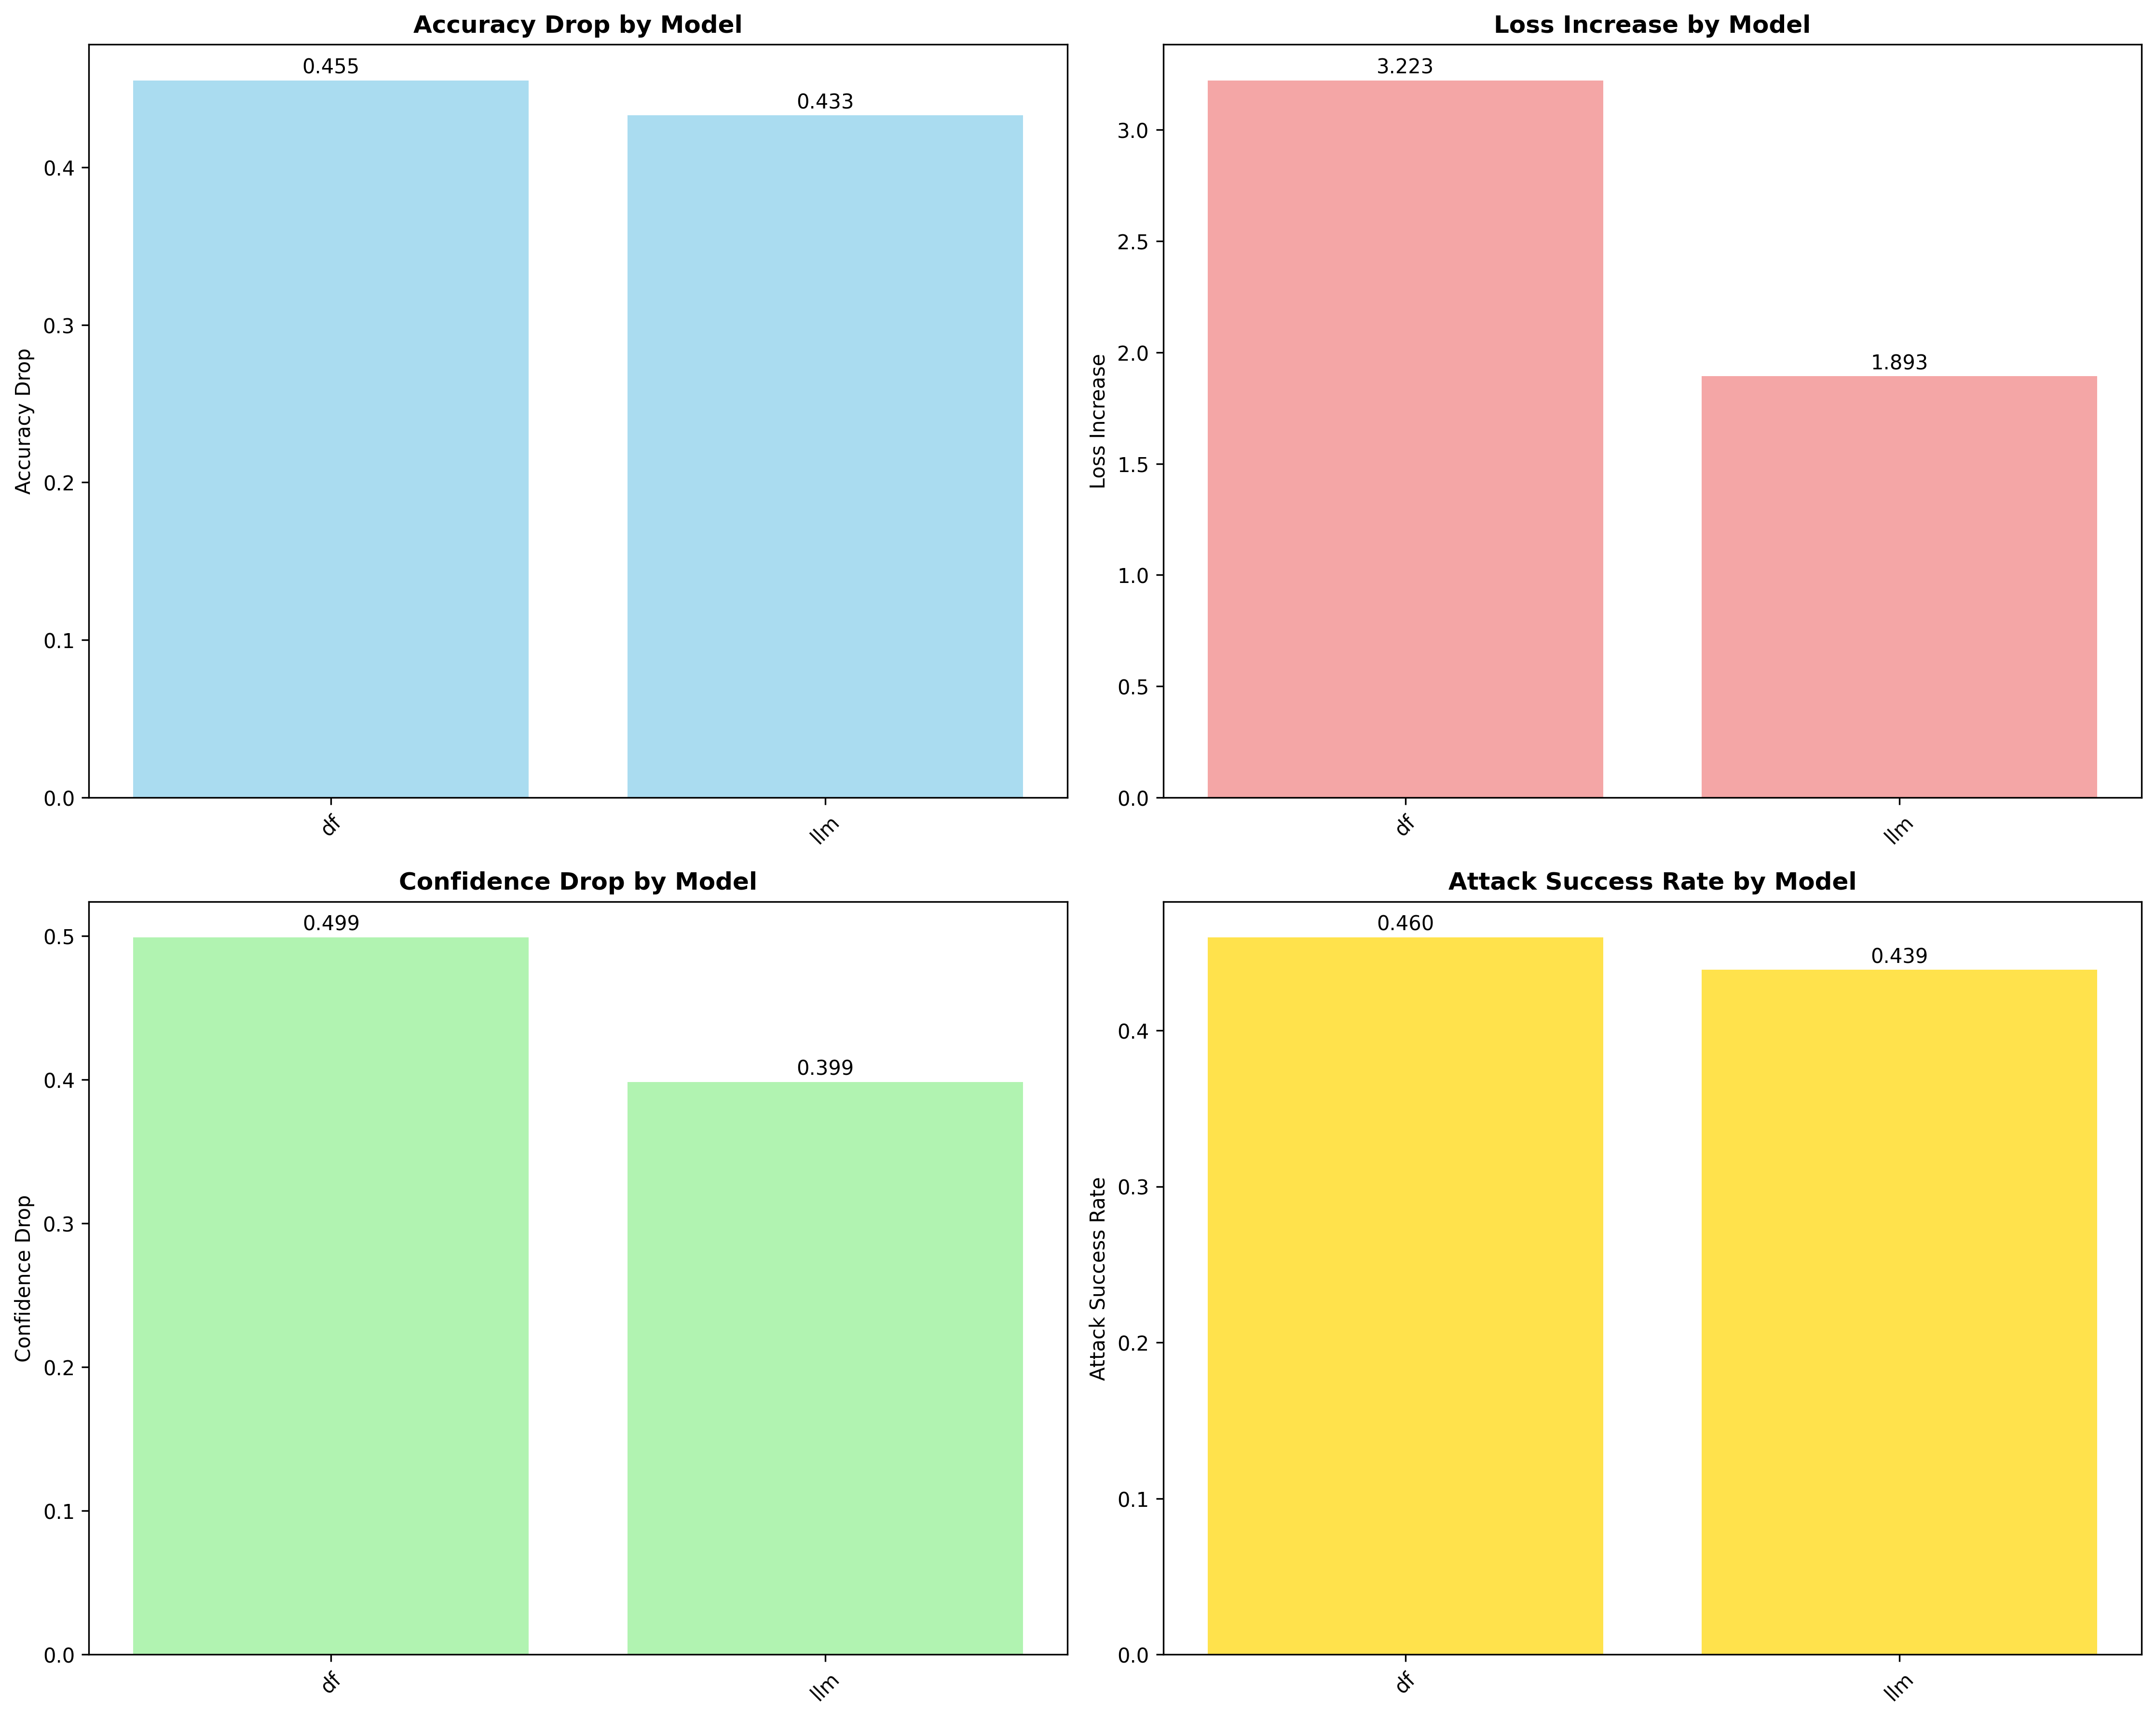 Accuracy Drop by Model
0.455
0.433
0.4
0.3
0.2
0.1
0.0
Accuracy Drop
df
llm
Loss Increase by Model
3.223
1.893
3.0
2.5
2.0
1.5
1.0
0.5
0.0
Loss Increase
df
llm
Confidence Drop by Model
0.499
0.399
0.5
0.4
0.3
0.2
0.1
0.0
Confidence Drop
df
llm
Attack Success Rate by Model
0.460
0.439
0.4
0.3
0.2
0.1
0.0
Attack Success Rate
df
llm